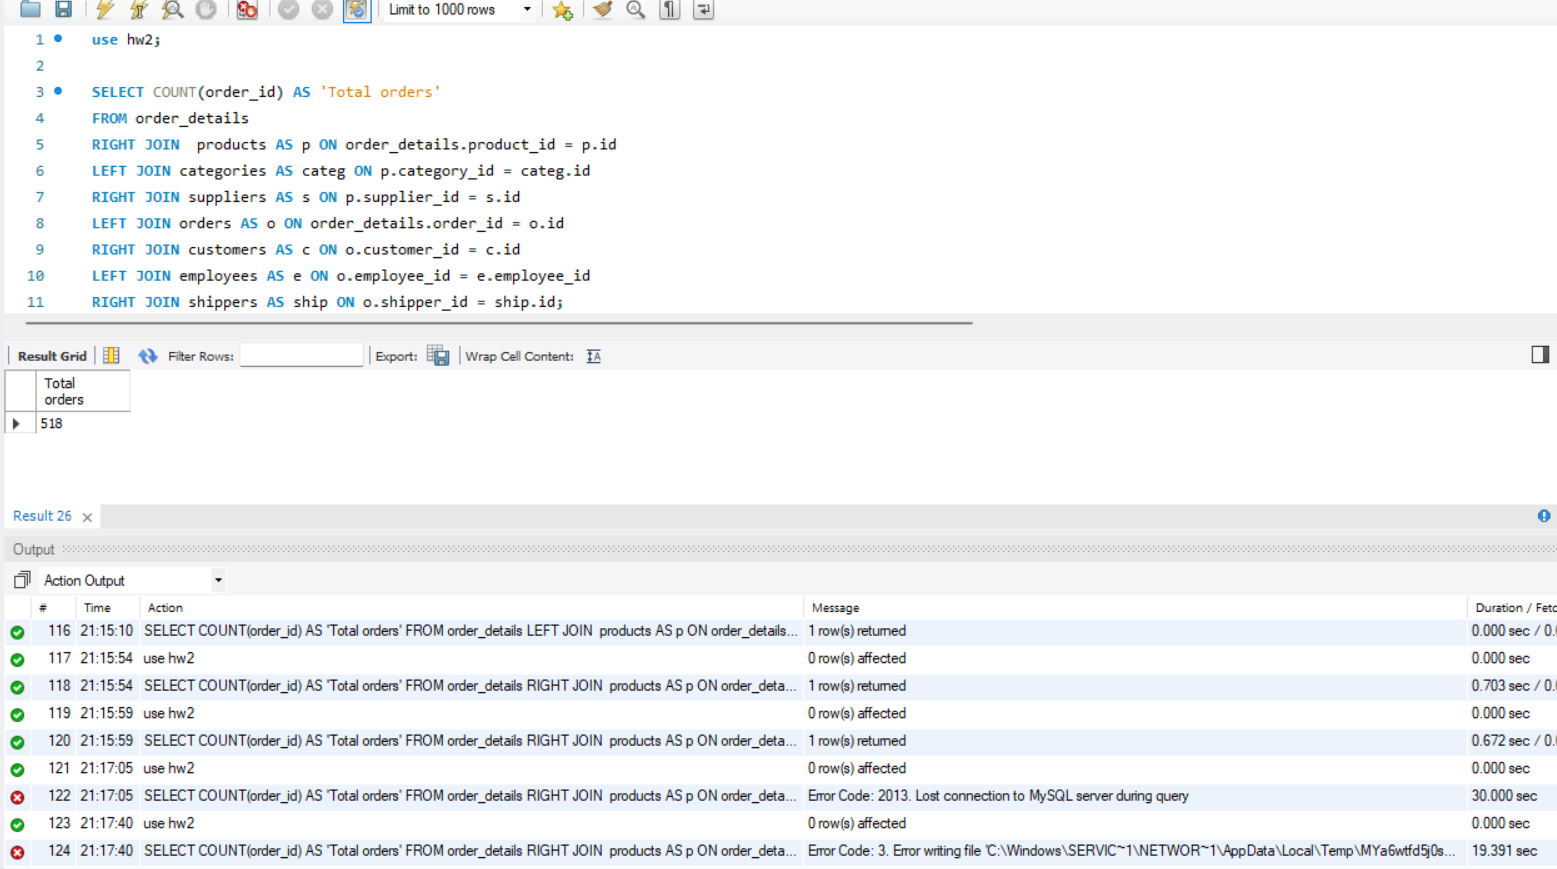 Limit to 1000 rows
1 use hw2;
2
3 SELECT COUNT(order_id) AS 'Total orders'
4 FROM order_details
5 RIGHT JOIN  products AS p ON order_details.product_id = p.id
6 LEFT JOIN categories AS categ ON p.category_id = categ.id
7 RIGHT JOIN suppliers AS s ON p.supplier_id = s.id
8 LEFT JOIN orders AS o ON order_details.order_id = o.id
9 RIGHT JOIN customers AS c ON o.customer_id = c.id
10 LEFT JOIN employees AS e ON o.employee_id = e.employee_id
11 RIGHT JOIN shippers AS ship ON o.shipper_id = ship.id;
Result Grid Filter Rows: Export: Wrap Cell Content: IA
Total
orders
518
Result 26
Output
Action Output
# Time Action Message Duration / Fetc
116 21:15:10 SELECT COUNT(order_id) AS 'Total orders' FROM order_details LEFT JOIN  products AS p ON order_details... 1 row(s) returned 0.000 sec / 0.0
117 21:15:54 use hw2 0 row(s) affected 0.000 sec
118 21:15:54 SELECT COUNT(order_id) AS 'Total orders' FROM order_details RIGHT JOIN  products AS p ON order_deta... 1 row(s) returned 0.703 sec / 0.0
119 21:15:59 use hw2 0 row(s) affected 0.000 sec
120 21:15:59 SELECT COUNT(order_id) AS 'Total orders' FROM order_details RIGHT JOIN  products AS p ON order_deta... 1 row(s) returned 0.672 sec / 0.0
121 21:17:05 use hw2 0 row(s) affected 0.000 sec
122 21:17:05 SELECT COUNT(order_id) AS 'Total orders' FROM order_details RIGHT JOIN  products AS p ON order_deta... Error Code: 2013. Lost connection to MySQL server during query 30.000 sec
123 21:17:40 use hw2 0 row(s) affected 0.000 sec
124 21:17:40 SELECT COUNT(order_id) AS 'Total orders' FROM order_details RIGHT JOIN  products AS p ON order_deta... Error Code: 3. Error writing file 'C:\Windows\SERVIC~1\NETWOR~1\AppData\Local\Temp\MYa6wtfd5j0s... 19.391 sec